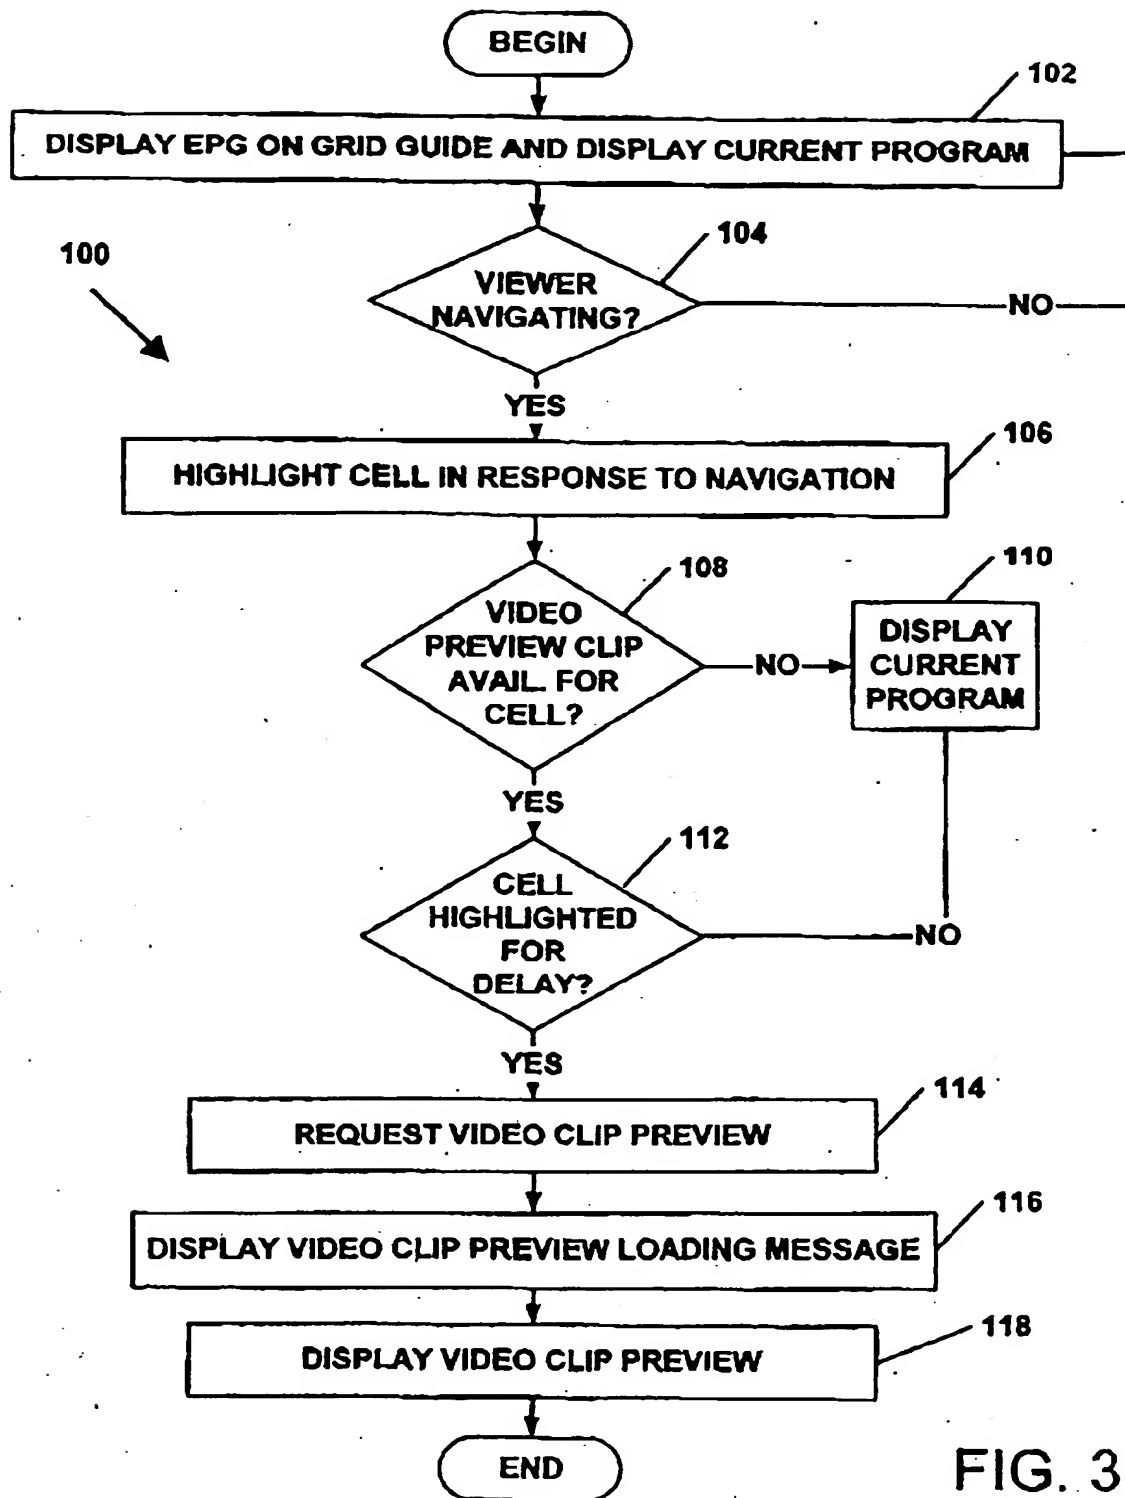 BEGIN
102
DISPLAY EPG ON GRID GUIDE AND DISPLAY CURRENT PROGRAM
100
104
VIEWER
NAVIGATING?
NO
YES
106
HIGHLIGHT CELL IN RESPONSE TO NAVIGATION
108
VIDEO
PREVIEW CLIP
AVAIL. FOR
CELL?
NO
110
DISPLAY
CURRENT
PROGRAM
YES
112
CELL
HIGHLIGHTED
FOR
DELAY?
NO
YES
114
REQUEST VIDEO CLIP PREVIEW
116
DISPLAY VIDEO CLIP PREVIEW LOADING MESSAGE
118
DISPLAY VIDEO CLIP PREVIEW
END
FIG. 3